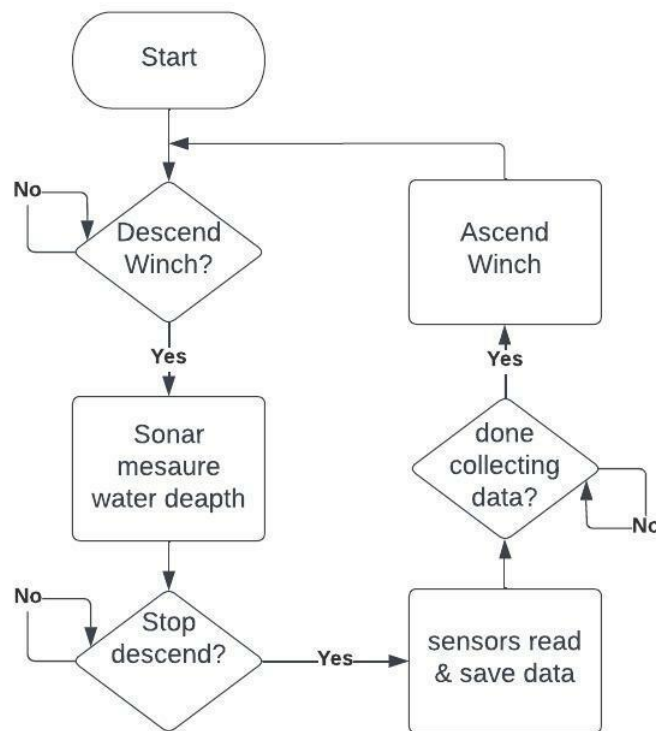 Start
No
Descend
Winch?
Yes
Sonar
mesaure
water deapth
No
Stop
descend?
Yes
sensors read
& save data
done
collecting
data?
No
Yes
Ascend
Winch